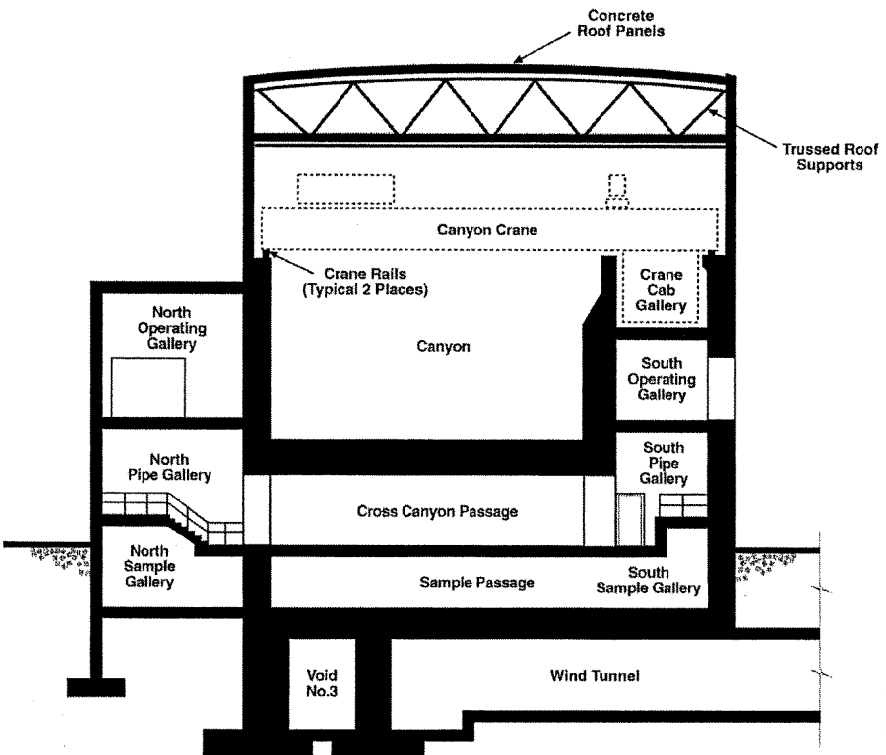 Concrete
Roof Panels
Trussed Roof
Supports
Canyon Crane
Crane Rails
(Typical 2 Places)
Crane
Cab
Gallery
North
Operating
Gallery
Canyon
South
Operating
Gallery
North
Pipe Gallery
South
Pipe
Gallery
Cross Canyon Passage
North
Sample
Gallery
Sample Passage
South
Sample Gallery
Void
No.3
Wind Tunnel